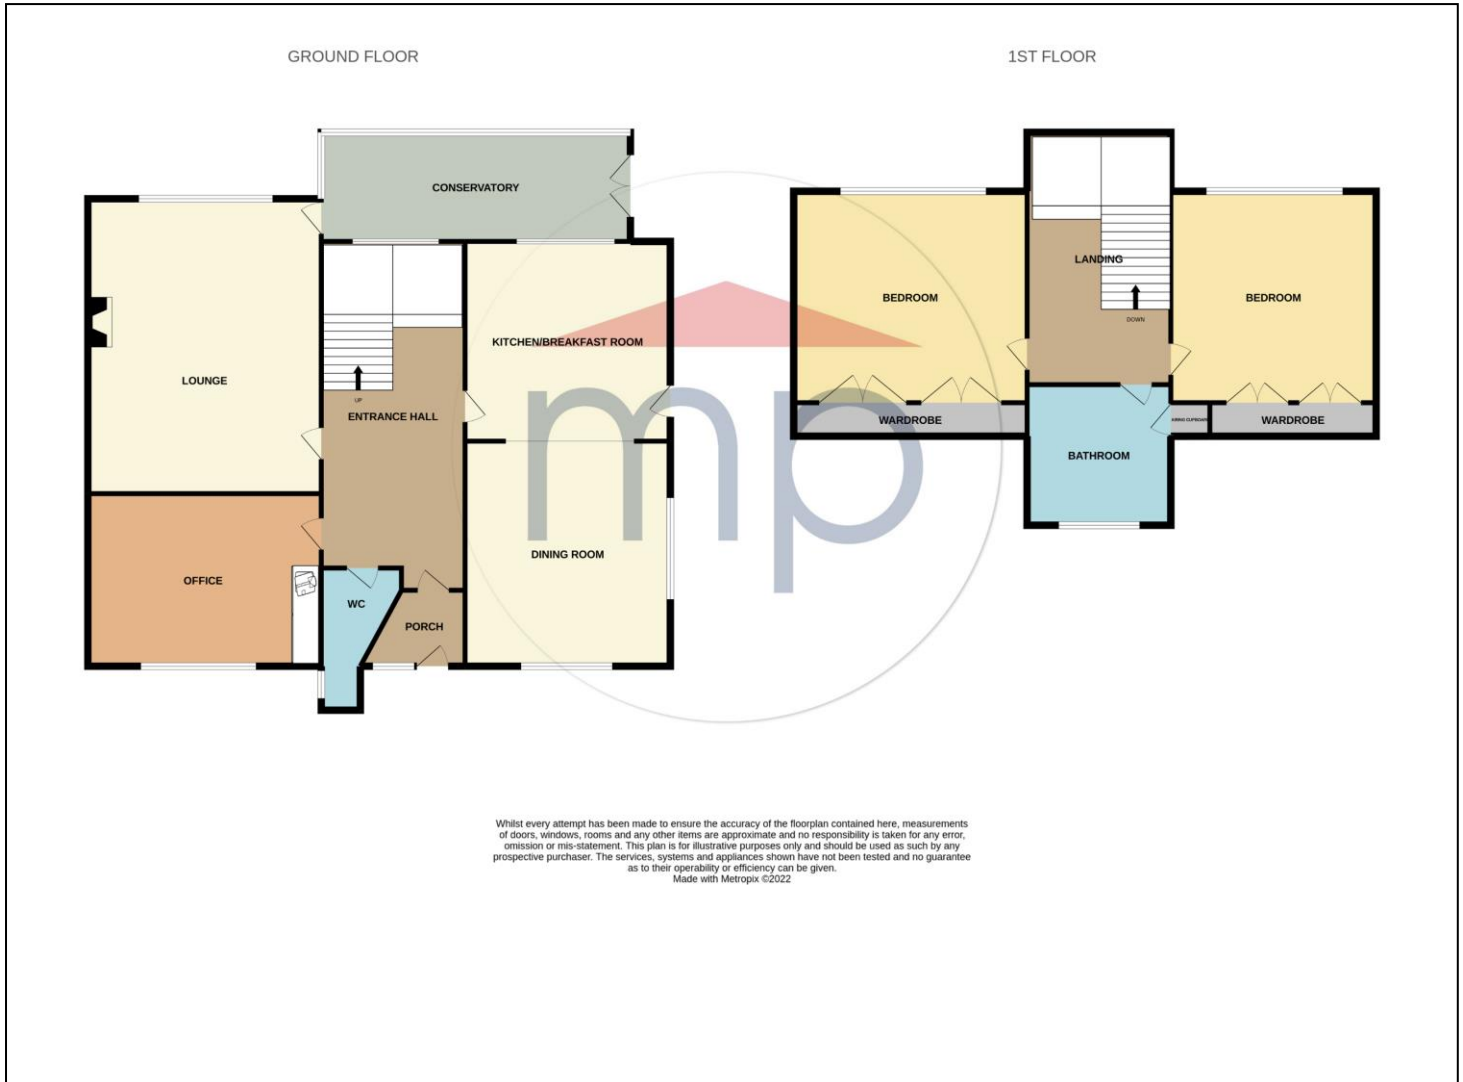 GROUND FLOOR
1ST FLOOR
CONSERVATORY
LOUNGE
KITCHEN/BREAKFAST ROOM
UP
ENTRANCE HALL
DINING ROOM
OFFICE
WC
PORCH
BEDROOM
LANDING
DOWN
BEDROOM
WARDROBE
AIRING CUPBOARD
WARDROBE
BATHROOM
mp
Whilst every attempt has been made to ensure the accuracy of the floorplan contained here, measurements
of doors, windows, rooms and any other items are approximate and no responsibility is taken for any error,
omission or mis-statement. This plan is for illustrative purposes only and should be used as such by any
prospective purchaser. The services, systems and appliances shown have not been tested and no guarantee
as to their operability or efficiency can be given.
Made with Metropix ©2022